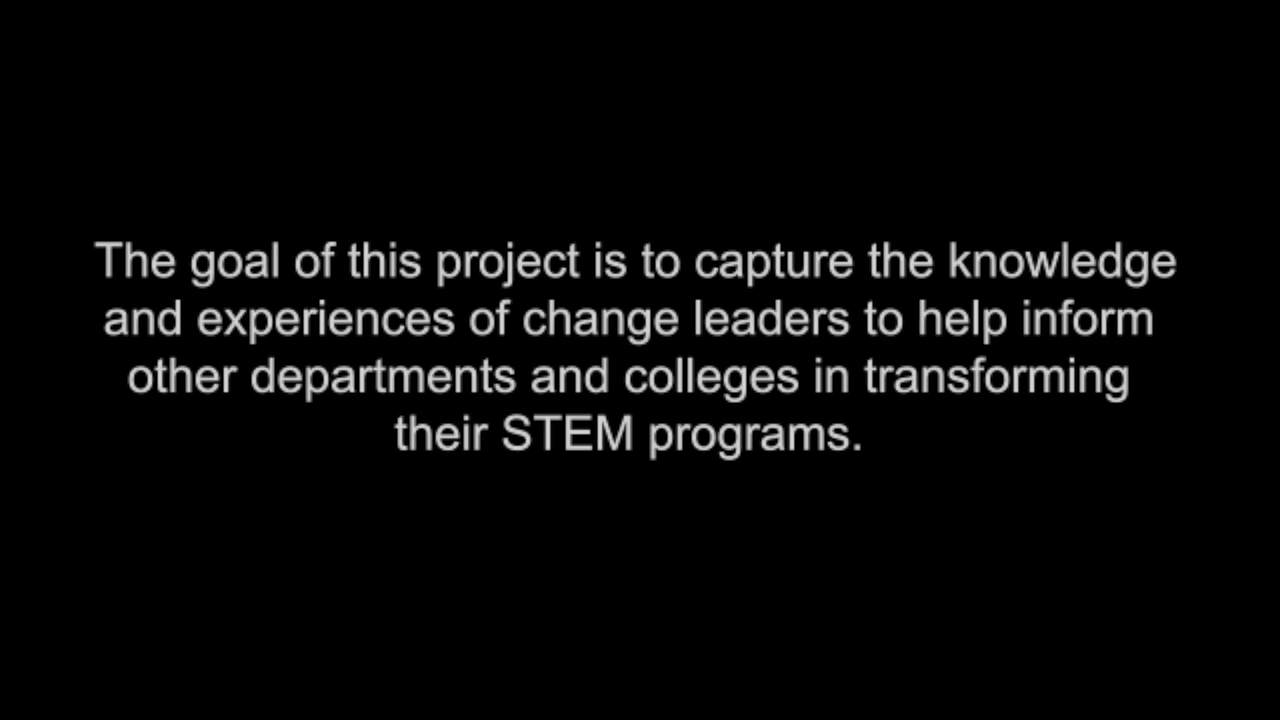 The goal of this project is to capture the knowledge
and experiences of change leaders to help inform
other departments and colleges in transforming
their STEM programs.